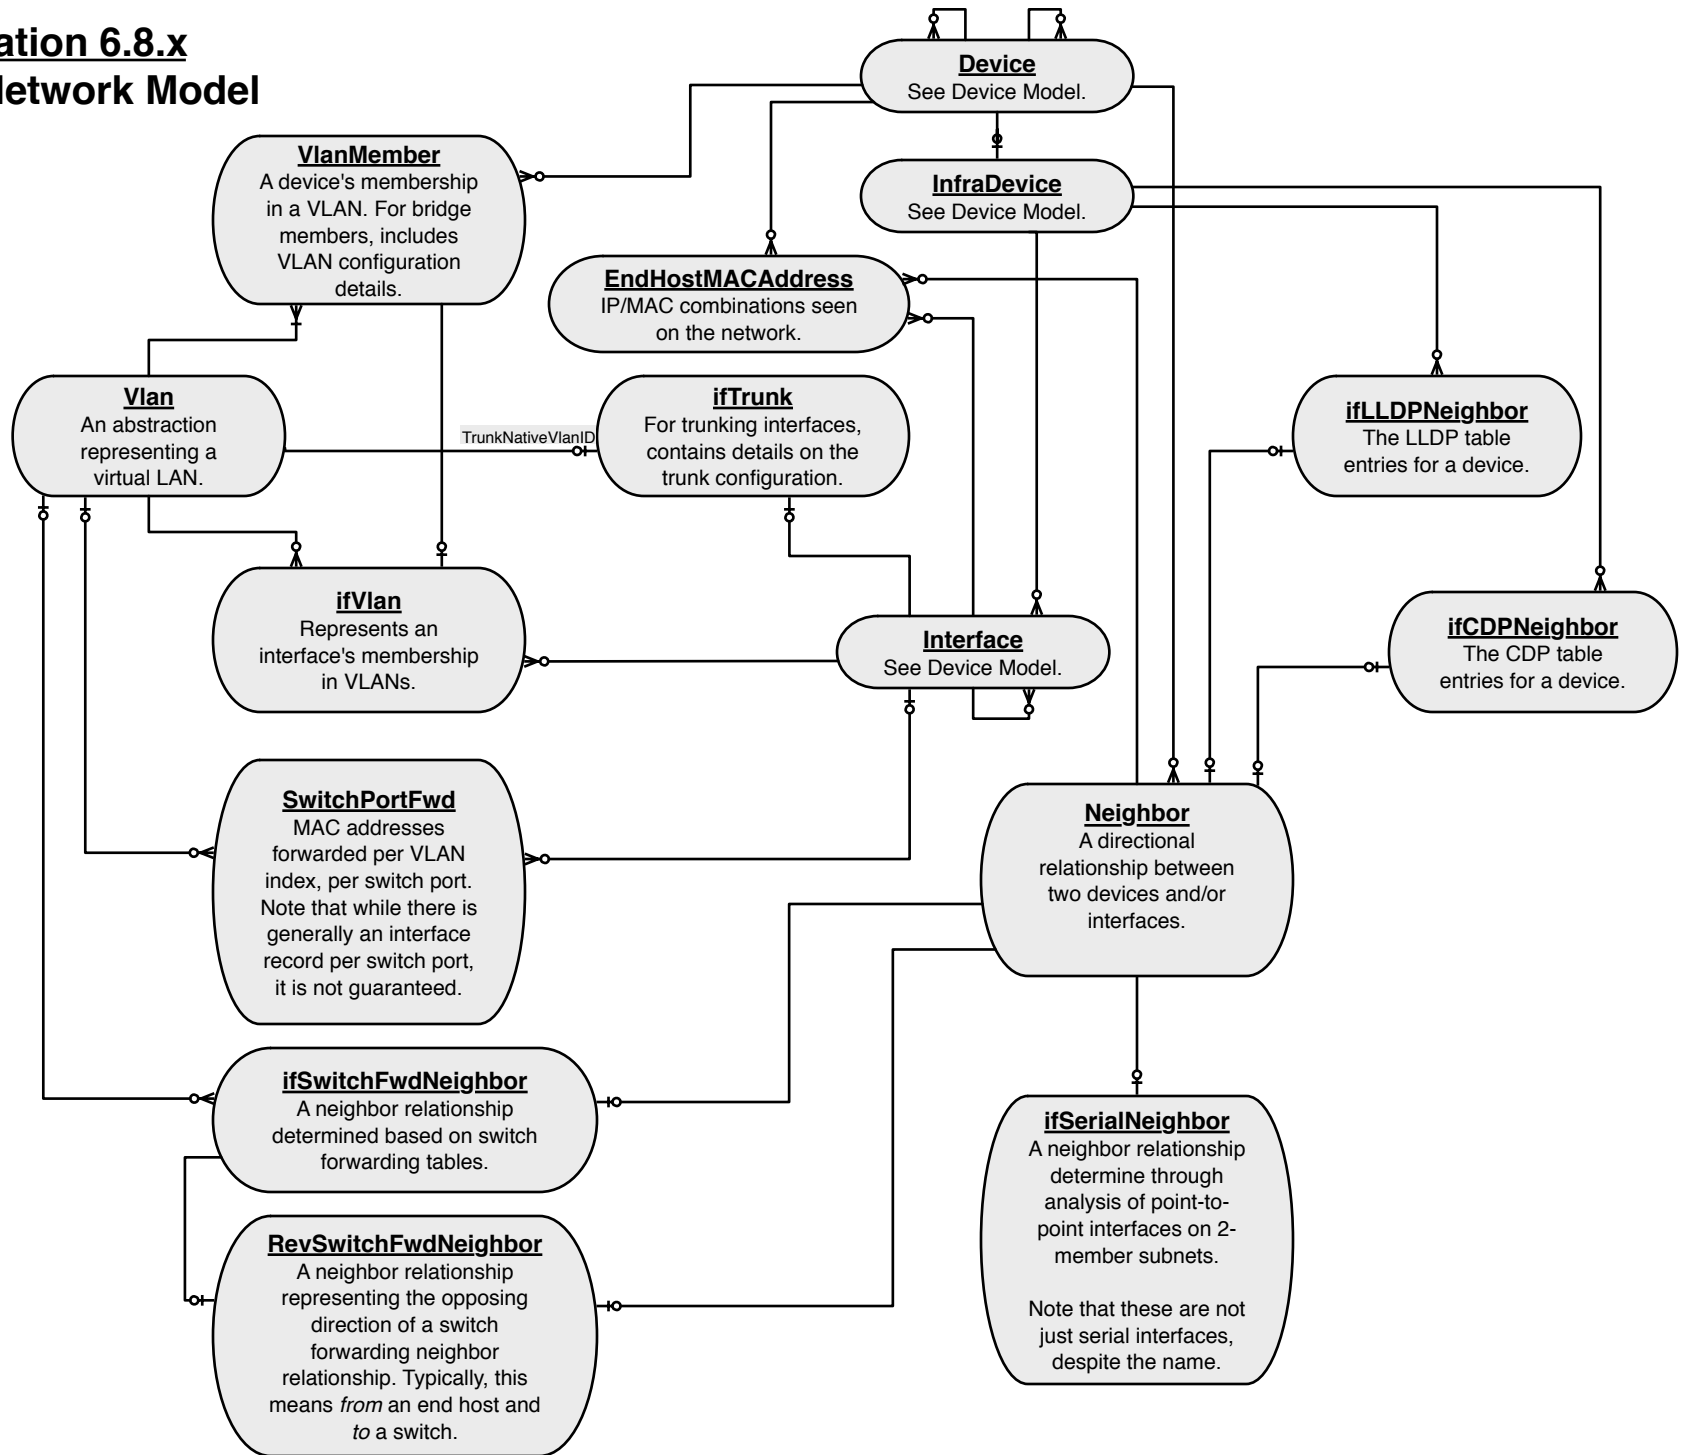 ation 6.8.x
Network Model
Device
See Device Model.
InfraDevice
See Device Model.
VlanMember
A device's membership
in a VLAN. For bridge
members, includes
VLAN configuration
details.
EndHostMACAddress
IP/MAC combinations seen
on the network.
Vlan
An abstraction
representing a
virtual LAN.
TrunkNativeVlanID
ifTrunk
For trunking interfaces,
contains details on the
trunk configuration.
ifLLDPNeighbor
The LLDP table
entries for a device.
ifVlan
Represents an
interface's membership
in VLANs.
Interface
See Device Model.
ifCDPNeighbor
The CDP table
entries for a device.
SwitchPortFwd
MAC addresses
forwarded per VLAN
index, per switch port.
Note that while there is
generally an interface
record per switch port,
it is not guaranteed.
Neighbor
A directional
relationship between
two devices and/or
interfaces.
ifSwitchFwdNeighbor
A neighbor relationship
determined based on switch
forwarding tables.
ifSerialNeighbor
A neighbor relationship
determine through
analysis of point-to-
point interfaces on 2-
member subnets.
Note that these are not
just serial interfaces,
despite the name.
RevSwitchFwdNeighbor
A neighbor relationship
representing the opposing
direction of a switch
forwarding neighbor
relationship. Typically, this
means from an end host and
to a switch.